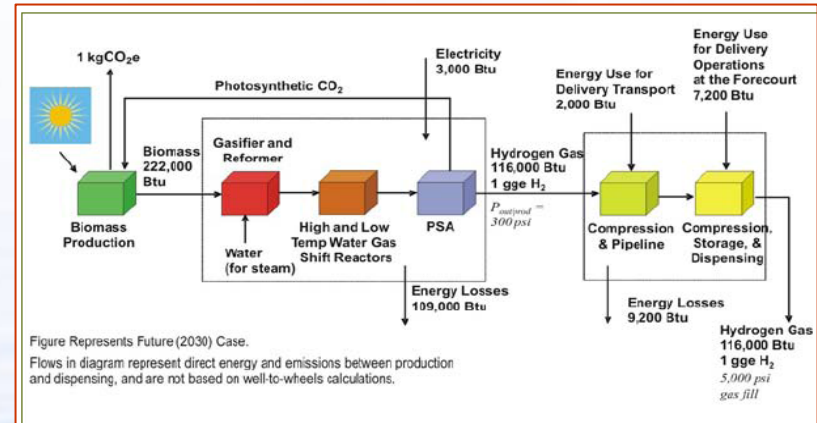 1 kgCO2e
Photosynthetic CO2
Electricity
3,000 Btu
Energy Use for
Delivery Transport
2,000 Btu
Energy Use
for Delivery
Operations
at the Forecourt
7,200 Btu
Biomass
222,000
Btu
Biomass
Production
Gasifier and
Reformer
Water
(for steam)
High and Low
Temp Water Gas
Shift Reactors
PSA
Energy Losses
109,000 Btu
Hydrogen Gas
116,000 Btu
1 gge H2
Pout|prod =
300 psi
Compression
& Pipeline
Compression,
Storage, &
Dispensing
Energy Losses
9,200 Btu
Hydrogen Gas
116,000 Btu
1 gge H2
5,000 psi
gas fill
Figure Represents Future (2030) Case.
Flows in diagram represent direct energy and emissions between production
and dispensing, and are not based on well-to-wheels calculations.